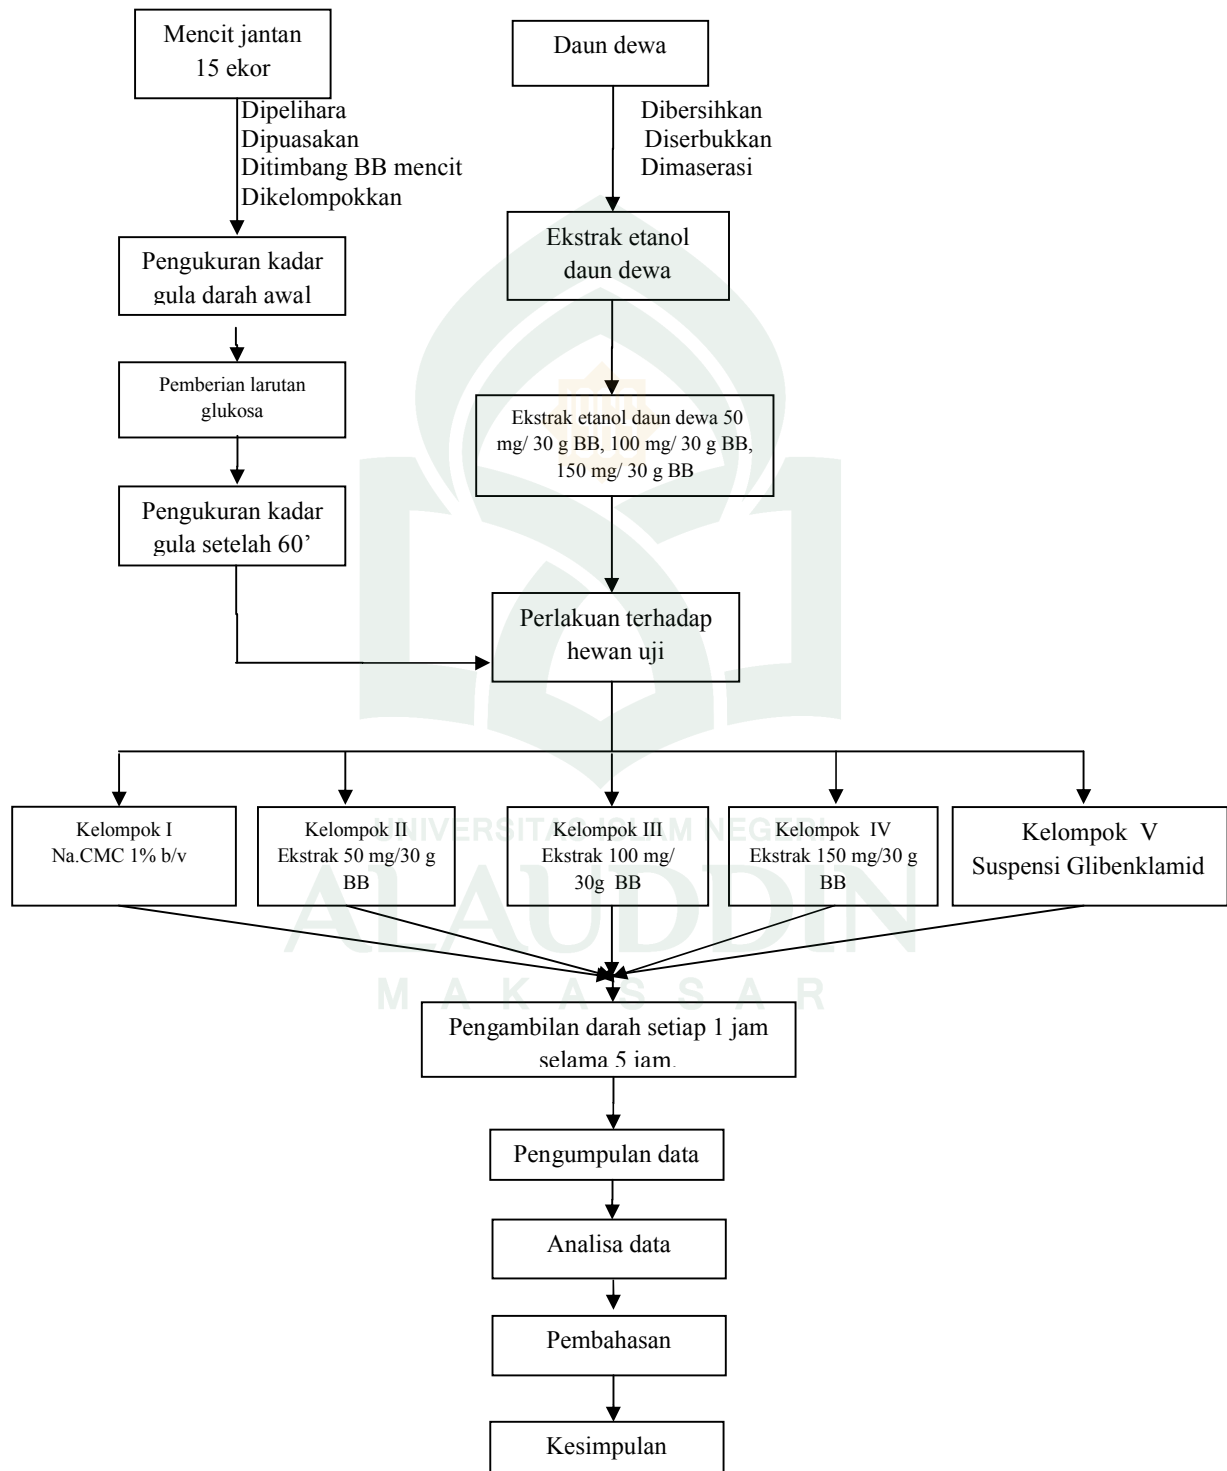 Mencit jantan
15 ekor
Daun dewa
Dipelihara
Dipuasakan
Ditimbang BB mencit
Dikelompokkan
Dibersihkan
Diserbukkan
Dimaserasi
Pengukuran kadar
gula darah awal
Ekstrak etanol
daun dewa
Pemberian larutan
glukosa
Ekstrak etanol daun dewa 50
mg/ 30 g BB, 100 mg/ 30 g BB,
150 mg/ 30 g BB
Pengukuran kadar
gula setelah 60’
Perlakuan terhadap
hewan uji
Kelompok I
Na.CMC 1% b/v
Kelompok II
Ekstrak 50 mg/30 g
BB
Kelompok III
Ekstrak 100 mg/
30g  BB
Kelompok  IV
Ekstrak 150 mg/30 g
BB
Kelompok  V
Suspensi Glibenklamid
UNIVERSITAS ISLAM NEGERI
ALAUDDIN
MAKASSAR
Pengambilan darah setiap 1 jam
selama 5 jam.
Pengumpulan data
Analisa data
Pembahasan
Kesimpulan